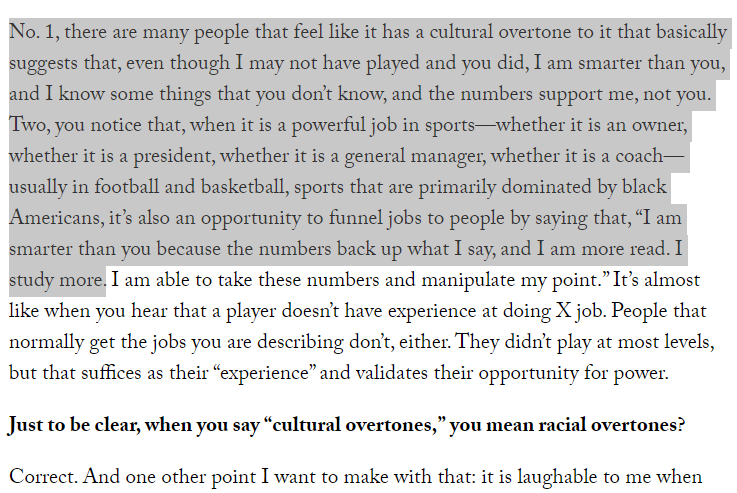 No. 1, there are many people that feel like it has a cultural overtone to it that basically
suggests that, even though I may not have played and you did, I am smarter than you,
and I know some things that you don’t know, and the numbers support me, not you.
Two, you notice that, when it is a powerful job in sports—whether it is an owner,
whether it is a president, whether it is a general manager, whether it is a coach—
usually in football and basketball, sports that are primarily dominated by black
Americans, it’s also an opportunity to funnel jobs to people by saying that, “I am
smarter than you because the numbers back up what I say, and I am more read. I
study more. I am able to take these numbers and manipulate my point.” It’s almost
like when you hear that a player doesn’t have experience at doing X job. People that
normally get the jobs you are describing don’t, either. They didn’t play at most levels,
but that suffices as their “experience” and validates their opportunity for power.
Just to be clear, when you say “cultural overtones,” you mean racial overtones?
Correct. And one other point I want to make with that: it is laughable to me when